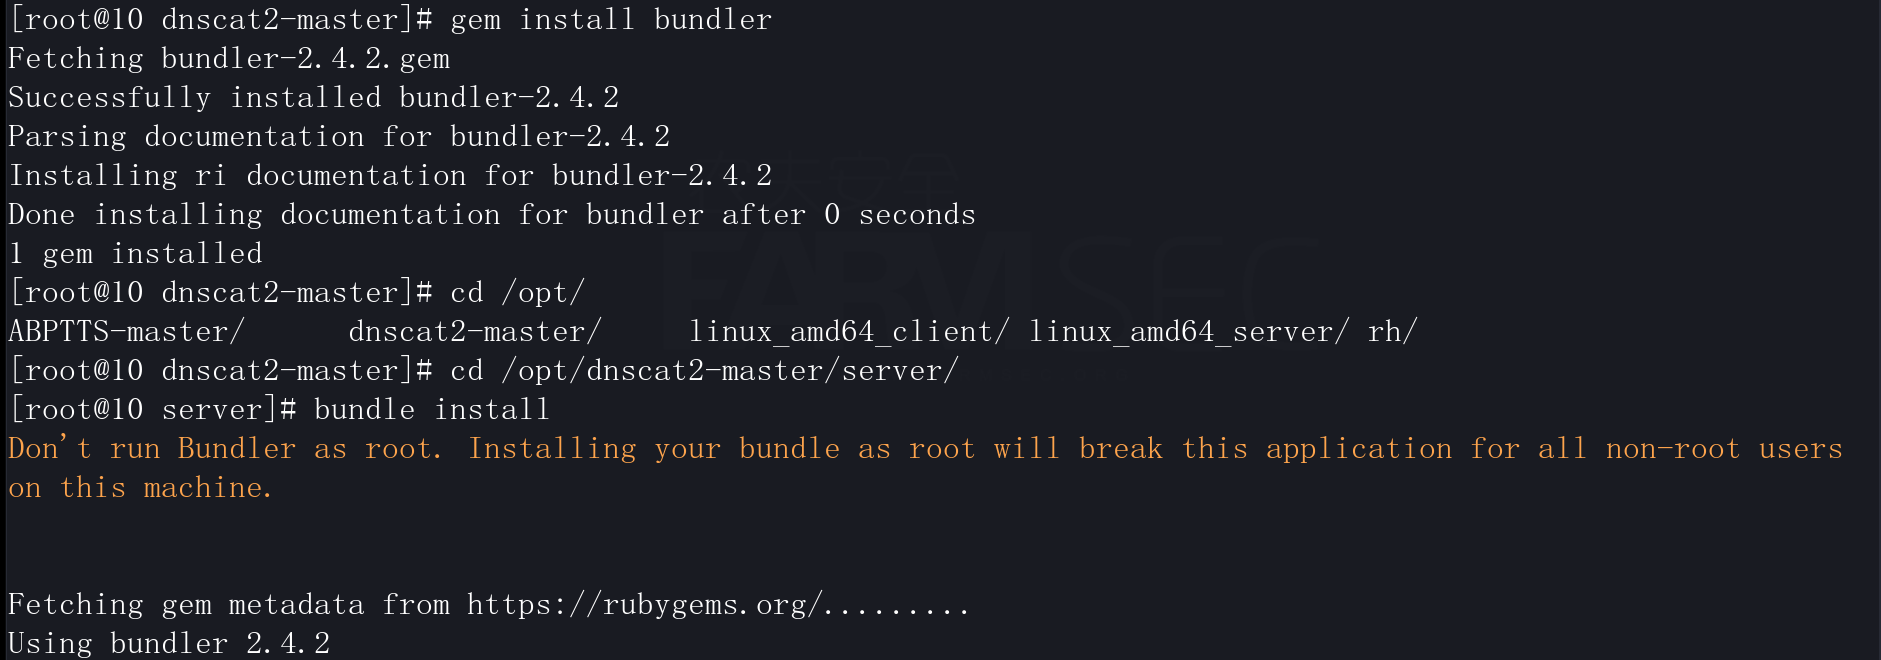 [root@10 dnscat2-master]# gem install bundler
Fetching bundler-2.4.2.gem
Successfully installed bundler-2.4.2
Parsing documentation for bundler-2.4.2
Installing ri documentation for bundler-2.4.2
Done installing documentation for bundler after 0 seconds
1 gem installed
[root@10 dnscat2-master]# cd /opt/
ABPTTS-master/      dnscat2-master/     linux_amd64_client/ linux_amd64_server/ rh/
[root@10 dnscat2-master]# cd /opt/dnscat2-master/server/
[root@10 server]# bundle install
Don't run Bundler as root. Installing your bundle as root will break this application for all non-root users
on this machine.
Fetching gem metadata from https://rubygems.org/.........
Using bundler 2.4.2